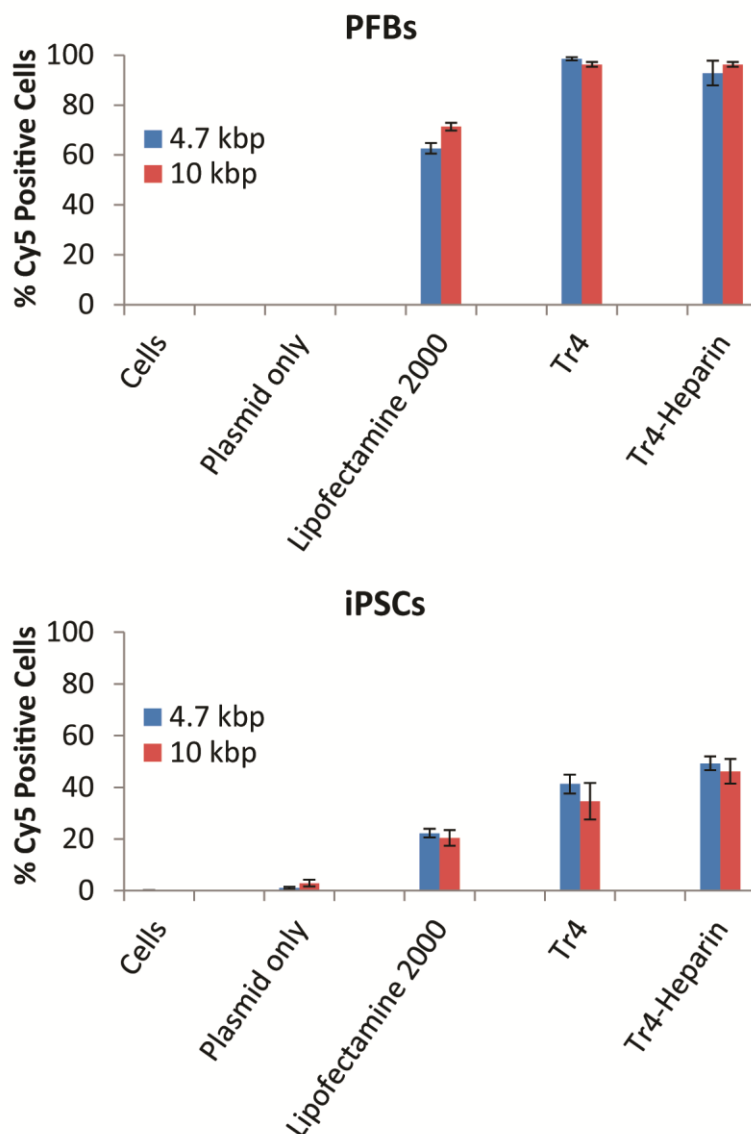 PFBs
% Cy5 Positive Cells
100
80
60
40
20
0
4.7 kbp
10 kbp
Cells
Plasmid only
Lipofectamine 2000
Tr4
Tr4-Heparin
iPSCs
% Cy5 Positive Cells
100
80
60
40
20
0
4.7 kbp
10 kbp
Cells
Plasmid only
Lipofectamine 2000
Tr4
Tr4-Heparin